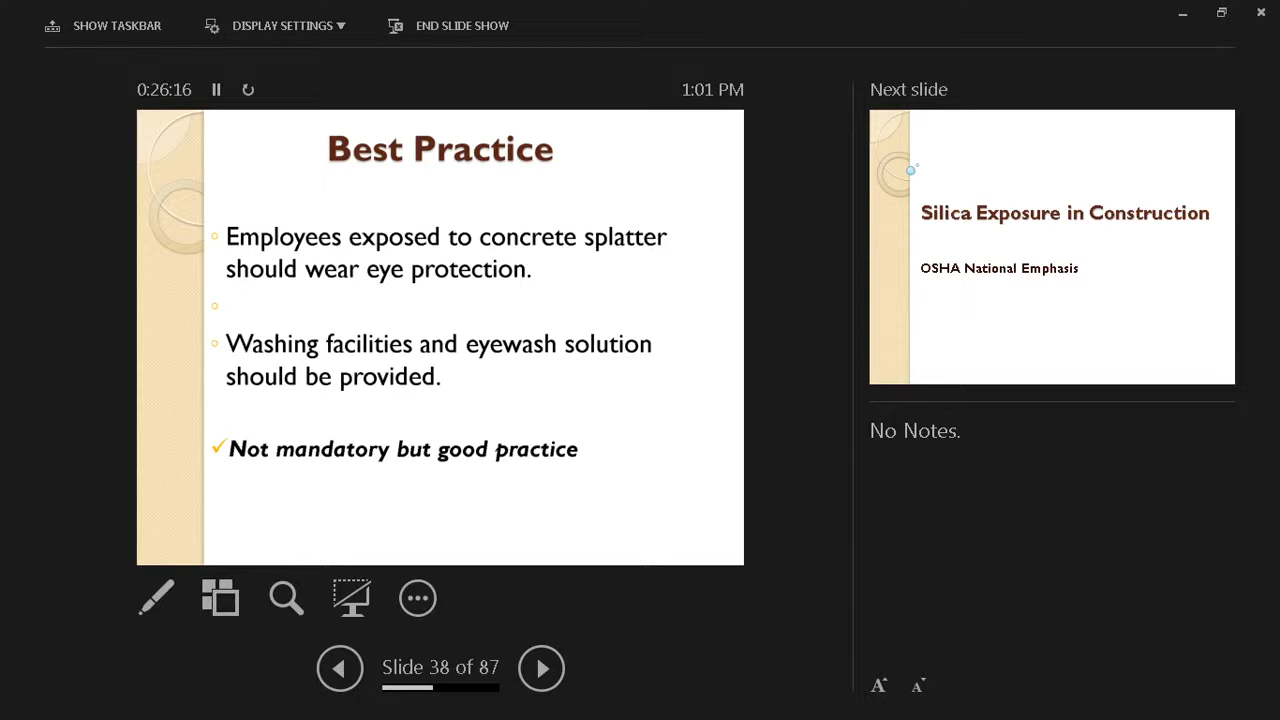 SHOW TASKBAR
DISPLAY SETTINGS
END SLIDE SHOW
0:26:16
1:01 PM
Best Practice
Employees exposed to concrete splatter
should wear eye protection.
Washing facilities and eyewash solution
should be provided.
Not mandatory but good practice
Slide 38 of 87
Next slide
Silica Exposure in Construction
OSHA National Emphasis
No Notes.
A A